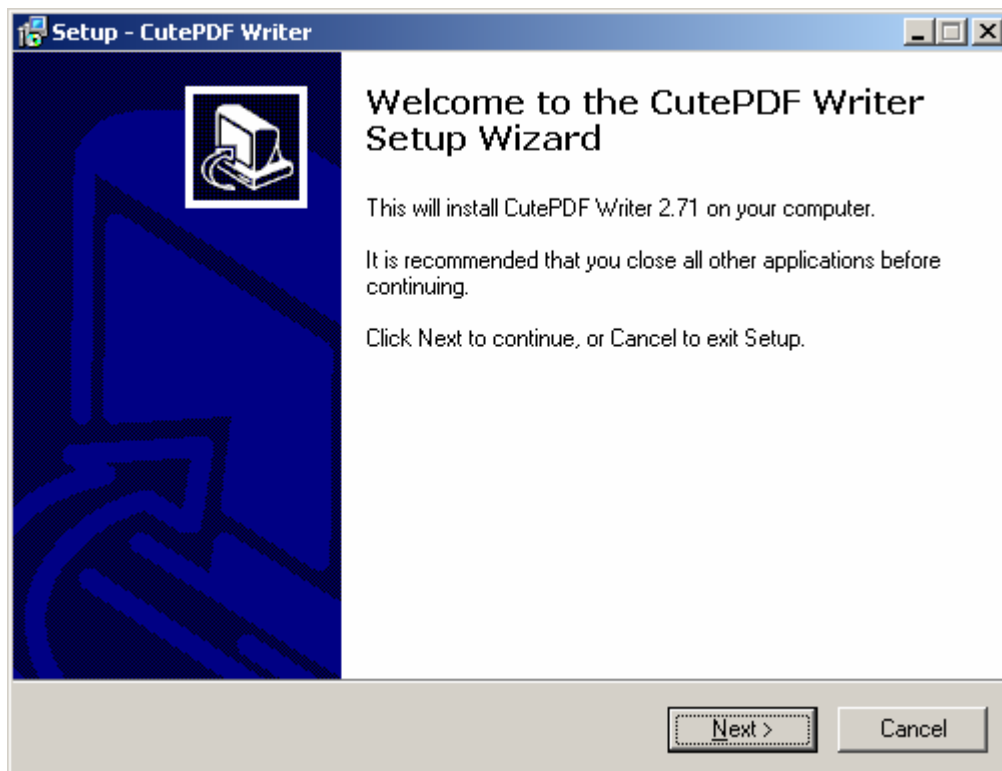 Setup - CutePDF Writer
Welcome to the CutePDF Writer
Setup Wizard
This will install CutePDF Writer 2.71 on your computer.
It is recommended that you close all other applications before
continuing.
Click Next to continue, or Cancel to exit Setup.
Next >
Cancel